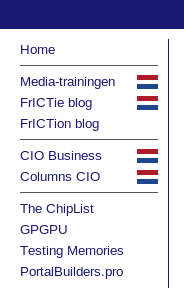 Home
Media-trainingen
FrICTie blog
FrICTion blog
CIO Business
Columns CIO
The ChipList
GPGPU
Testing Memories
PortalBuilders.pro